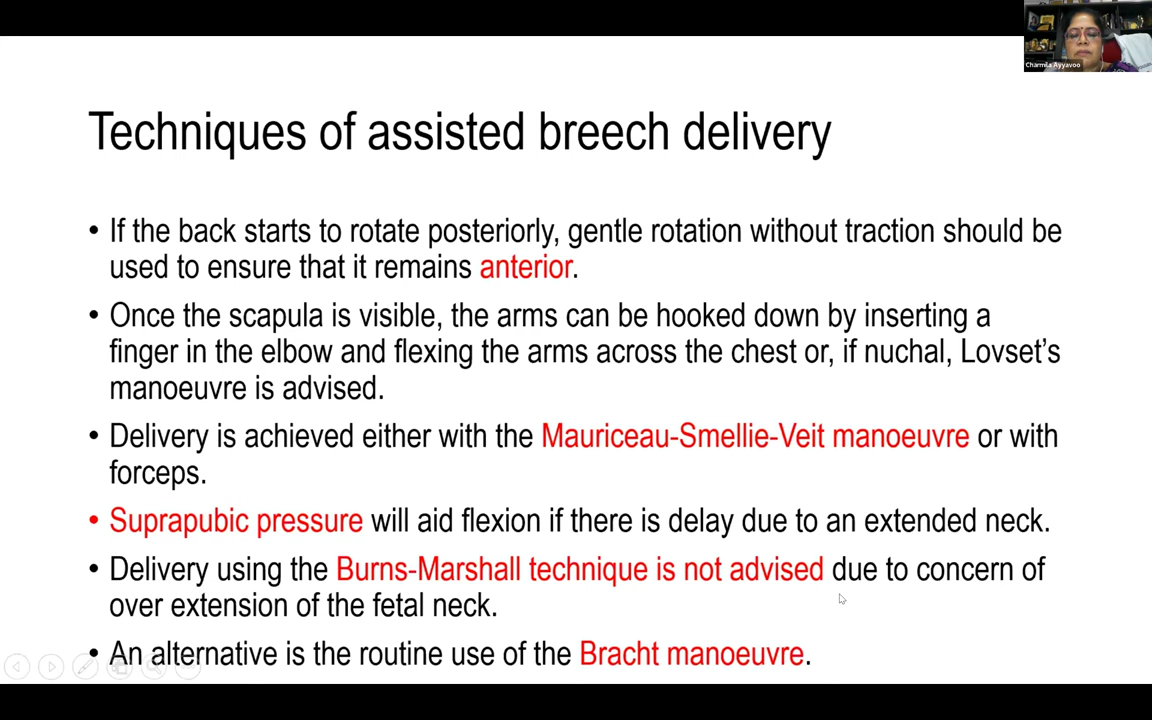 Charmila Ayyavoo
Techniques of assisted breech delivery
• If the back starts to rotate posteriorly, gentle rotation without traction should be
used to ensure that it remains anterior.
• Once the scapula is visible, the arms can be hooked down by inserting a
finger in the elbow and flexing the arms across the chest or, if nuchal, Lovset’s
manoeuvre is advised.
• Delivery is achieved either with the Mauriceau-Smellie-Veit manoeuvre or with
forceps.
• Suprapubic pressure will aid flexion if there is delay due to an extended neck.
• Delivery using the Burns-Marshall technique is not advised due to concern of
over extension of the fetal neck.
• An alternative is the routine use of the Bracht manoeuvre.